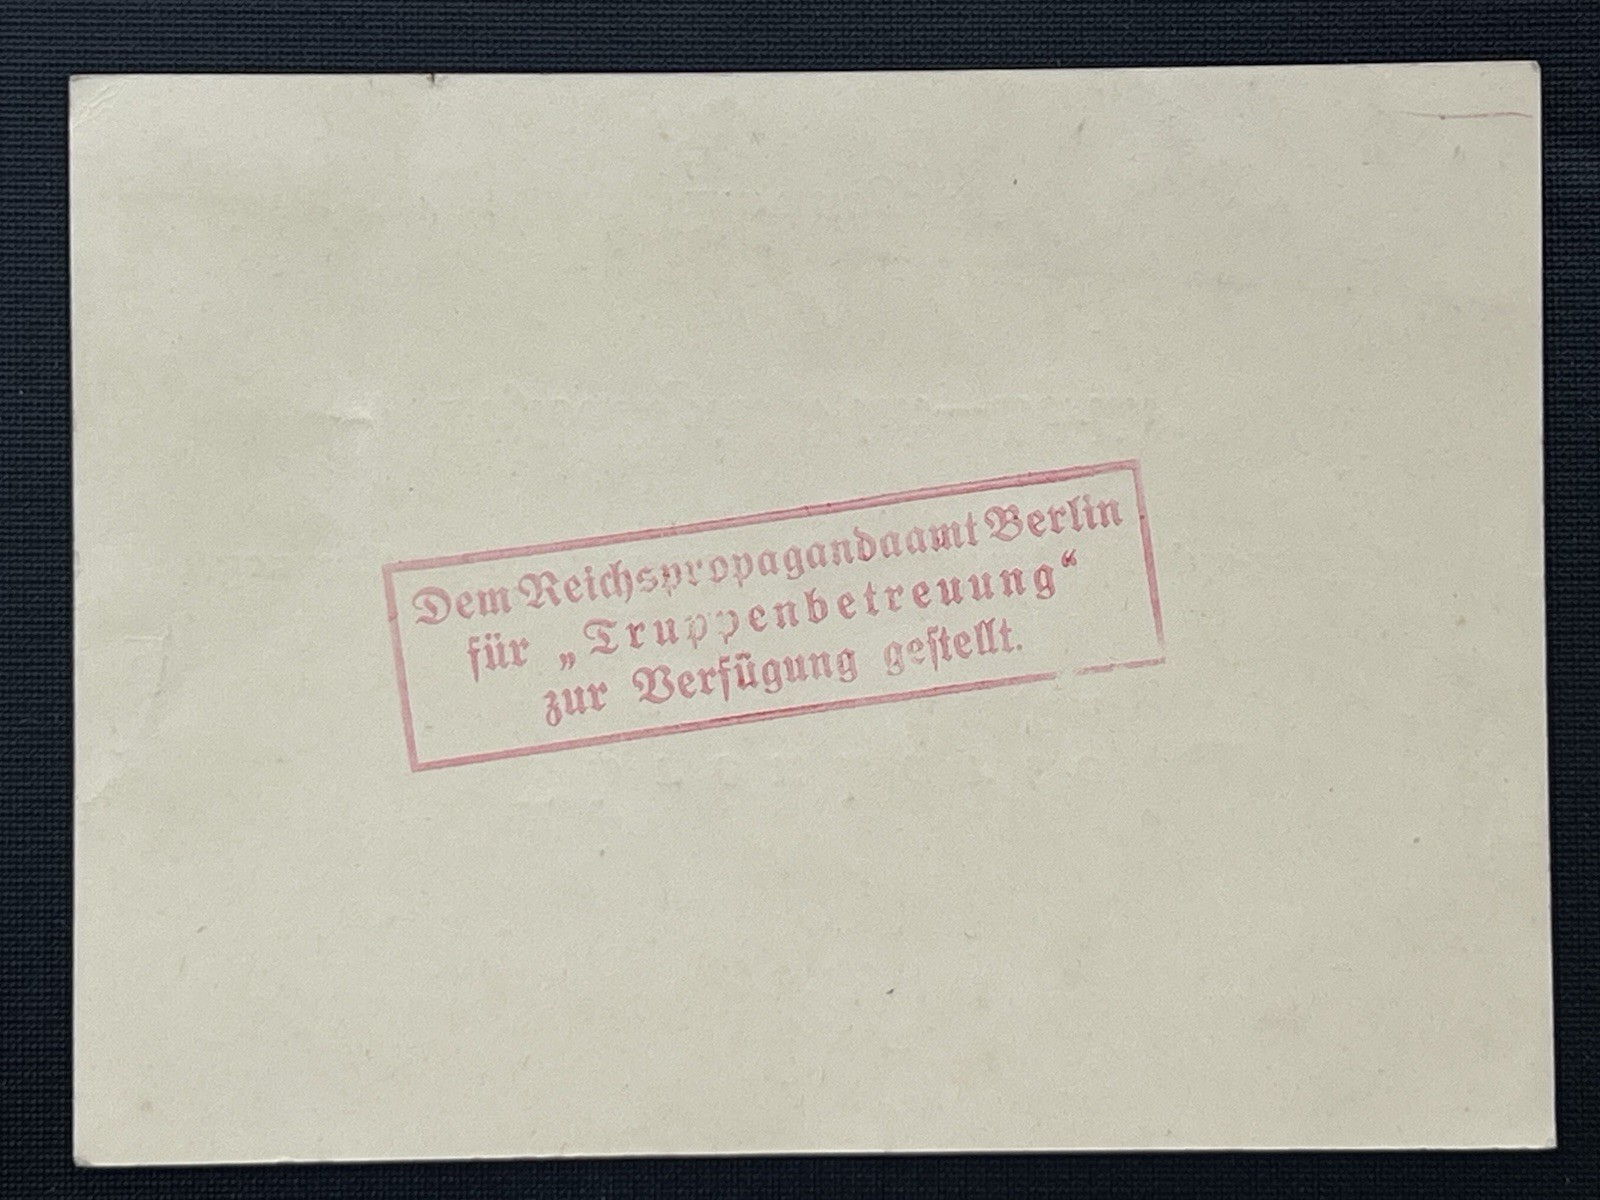 Dem Reichspropagandaamt Berlin
für „Truppenbetreuung“
zur Verfügung gestellt.